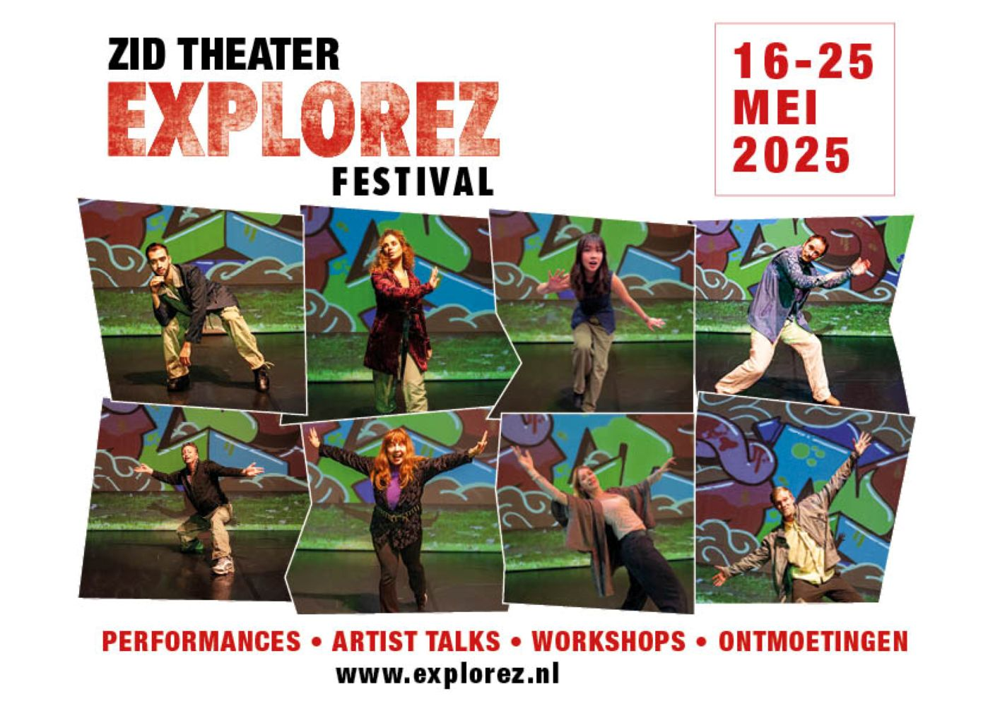 ZID THEATER
EXPLOREZ
FESTIVAL
16-25
MEI
2025
PERFORMANCES • ARTIST TALKS • WORKSHOPS • ONTMOETINGEN
www.explorez.nl